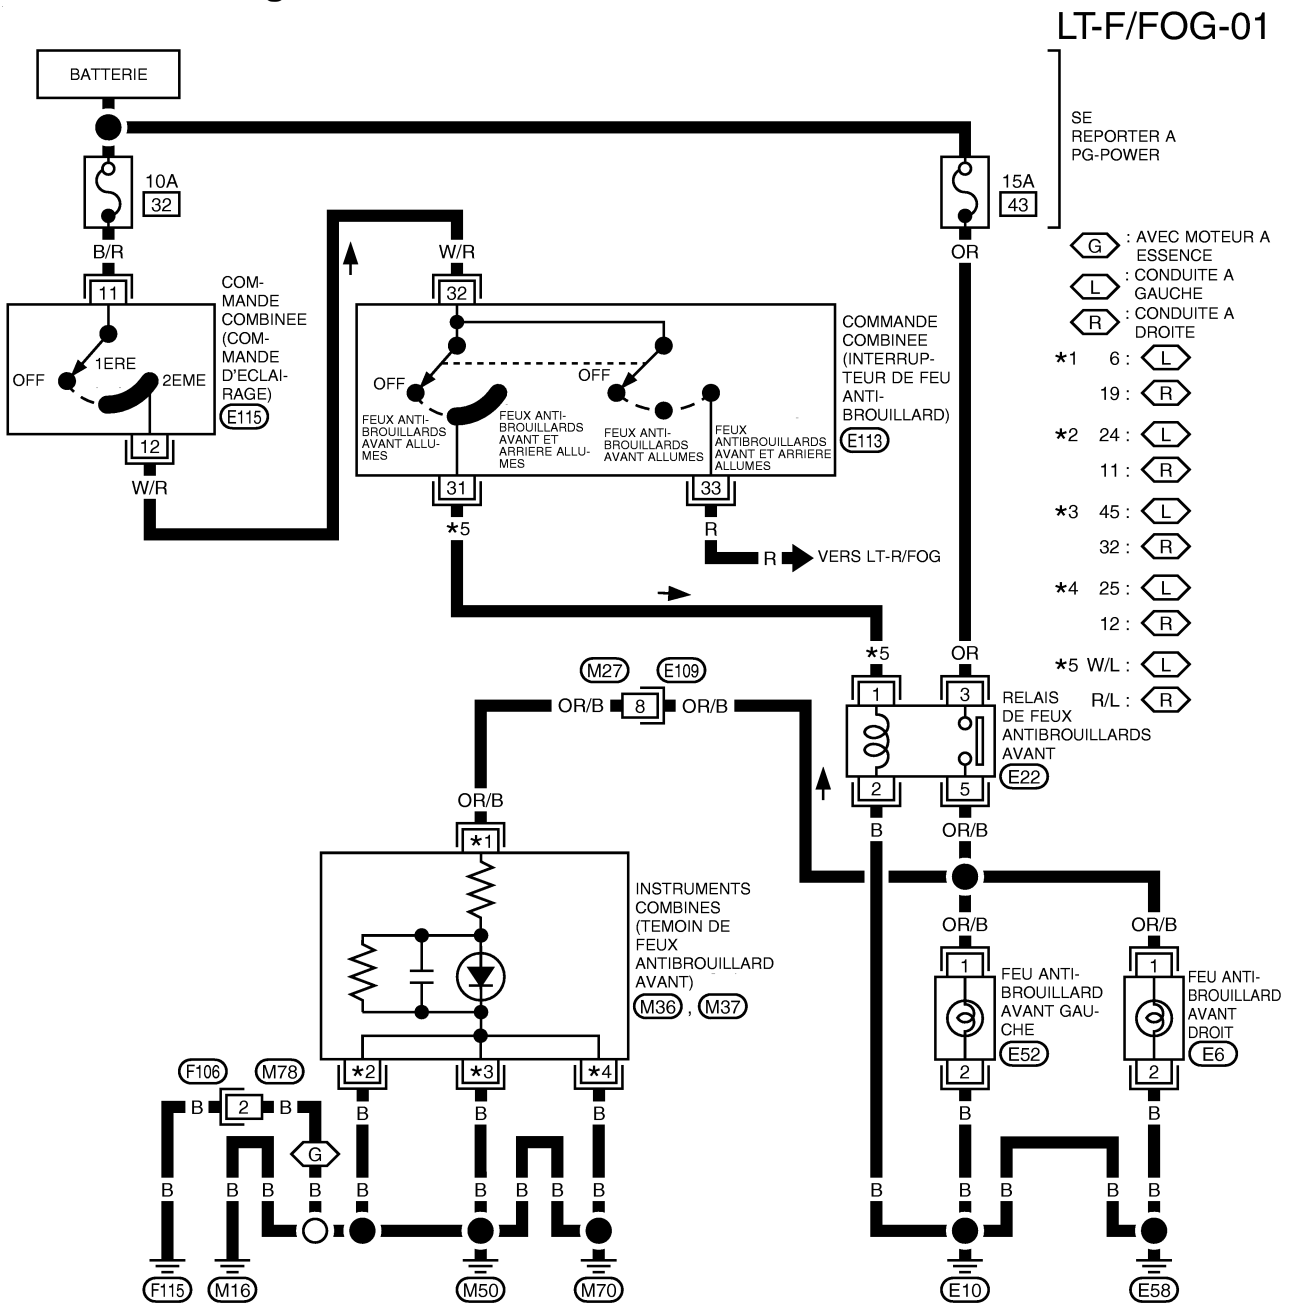 LT-F/FOG-01
BATTERIE
SE
REPORTER A
PG-POWER
10A
32
15A
43
B/R
W/R
OR
G : AVEC MOTEUR A
ESSENCE
L : CONDUITE A
GAUCHE
R : CONDUITE A
DROITE
*1 6 : L
19 : R
*2 24 : L
11 : R
*3 45 : L
32 : R
*4 25 : L
12 : R
*5 W/L : L
R/L : R
11
COM-
MANDE
COMBINEE
(COM-
MANDE
D'ECLAI-
RAGE)
E115
OFF
1ERE
2EME
12
W/R
32
COMMANDE
COMBINEE
(INTERRUP-
TEUR DE FEU
ANTI-
BROUILLARD)
E113
OFF
OFF
FEUX ANTI-
BROUILLARDS
AVANT ALLU-
MES
FEUX ANTI-
BROUILLARDS
AVANT ET
ARRIERE ALLU-
MES
FEUX ANTI-
BROUILLARDS
AVANT ALLUMES
FEUX
ANTIBROUILLARDS
AVANT ET ARRIERE
ALLUMES
31
33
*5
R
R
VERS LT-R/FOG
*5
OR
M27
E109
OR/B
8
OR/B
1
3
RELAIS
DE FEUX
ANTIBROUILLARDS
AVANT
E22
2
5
B
OR/B
OR/B
*1
INSTRUMENTS
COMBINES
(TEMOIN DE
FEUX
ANTIBROUILLARD
AVANT)
M36 , M37
OR/B
OR/B
1
1
FEU ANTI-
BROUILLARD
AVANT GAU-
CHE
E52
FEU ANTI-
BROUILLARD
AVANT
DROIT
E6
2
2
*2
*3
*4
F106
M78
B
2
B
B
B
B
B
B
G
B
B
B
B
B
B
B
B
B
B
B
B
B
F115
M16
M50
M70
E10
E58